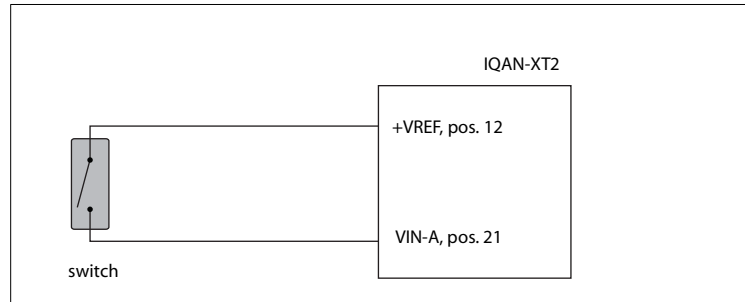 IQAN-XT2
+VREF, pos. 12
VIN-A, pos. 21
switch